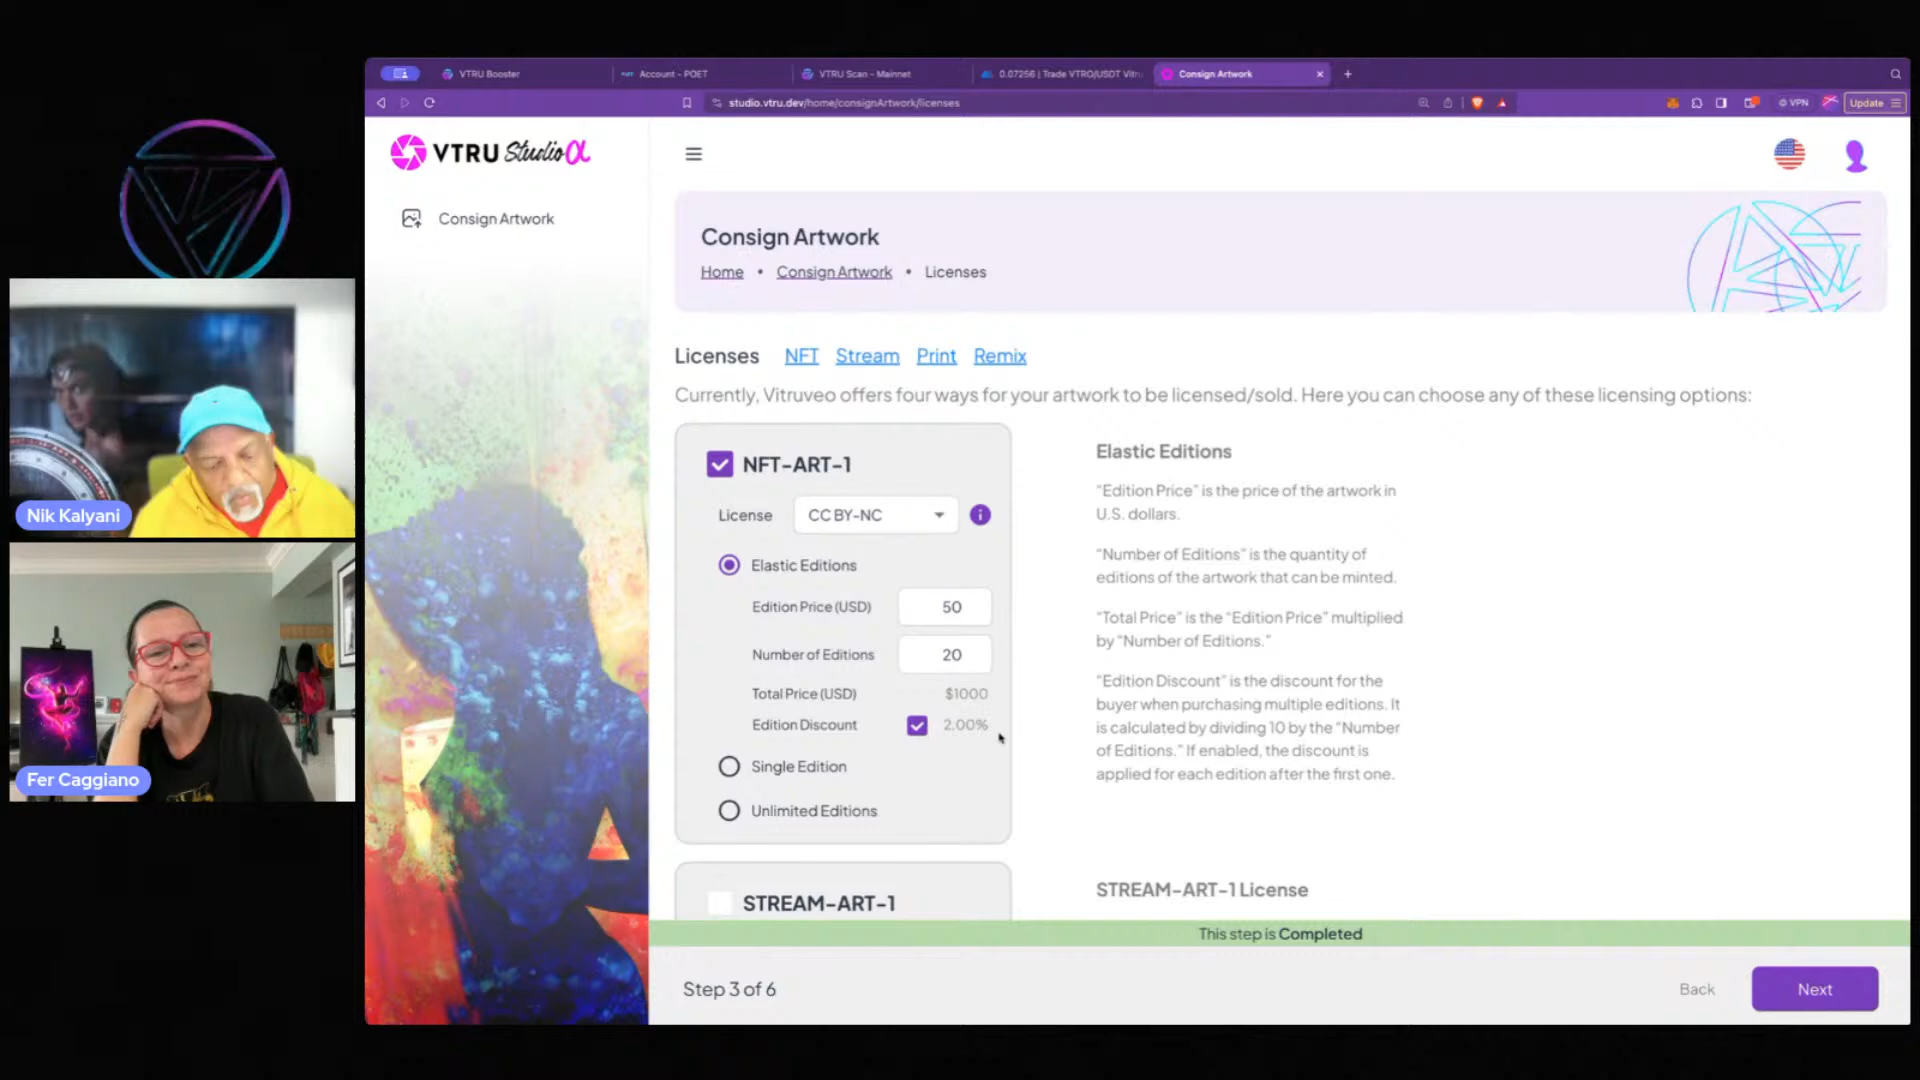 VTRU Booster
Account - POET
VTRU Scan - Mainnet
0.07256 | Trade VTRO/USDT Vitru
Consign Artwork
studio.vtru.dev/home/consignArtwork/licenses
VPN
Update
VTRU Studio α
Consign Artwork
Consign Artwork
Home • Consign Artwork • Licenses
Licenses NFT Stream Print Remix
Currently, Vitruveo offers four ways for your artwork to be licensed/sold. Here you can choose any of these licensing options:
NFT-ART-1
License CC BY-NC
Elastic Editions
Edition Price (USD) 50
Number of Editions 20
Total Price (USD) $1000
Edition Discount 2.00%
Single Edition
Unlimited Editions
Elastic Editions
“Edition Price” is the price of the artwork in
U.S. dollars.
“Number of Editions” is the quantity of
editions of the artwork that can be minted.
“Total Price” is the “Edition Price” multiplied
by “Number of Editions.”
“Edition Discount” is the discount for the
buyer when purchasing multiple editions. It
is calculated by dividing 10 by the “Number
of Editions.” If enabled, the discount is
applied for each edition after the first one.
STREAM-ART-1
STREAM-ART-1 License
This step is Completed
Step 3 of 6
Back
Next
Nik Kalyani
Fer Caggiano